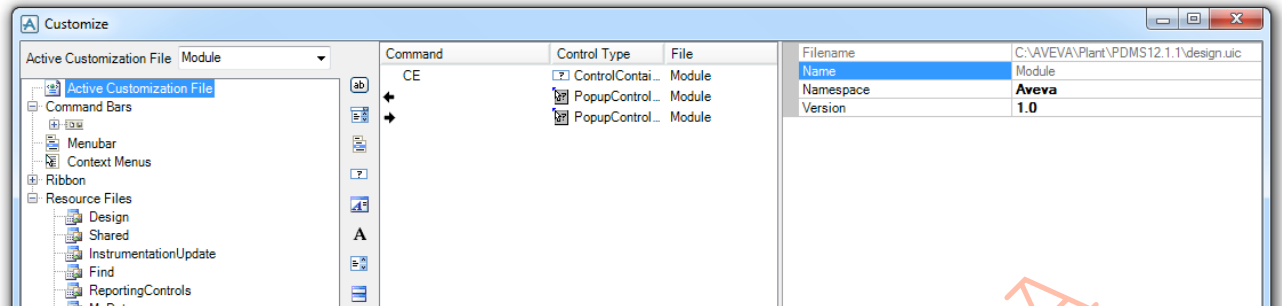 Customize
Active Customization File Module
Active Customization File
Command Bars
Menubar
Context Menus
Ribbon
Resource Files
Design
Shared
InstrumentationUpdate
Find
ReportingControls
ab
A
A
Command Control Type File
CE ControlContai... Module
PopupControl... Module
PopupControl... Module
Filename C:\AVEVA\Plant\PDMS12.1.1\design.uic
Name Module
Namespace Aveva
Version 1.0